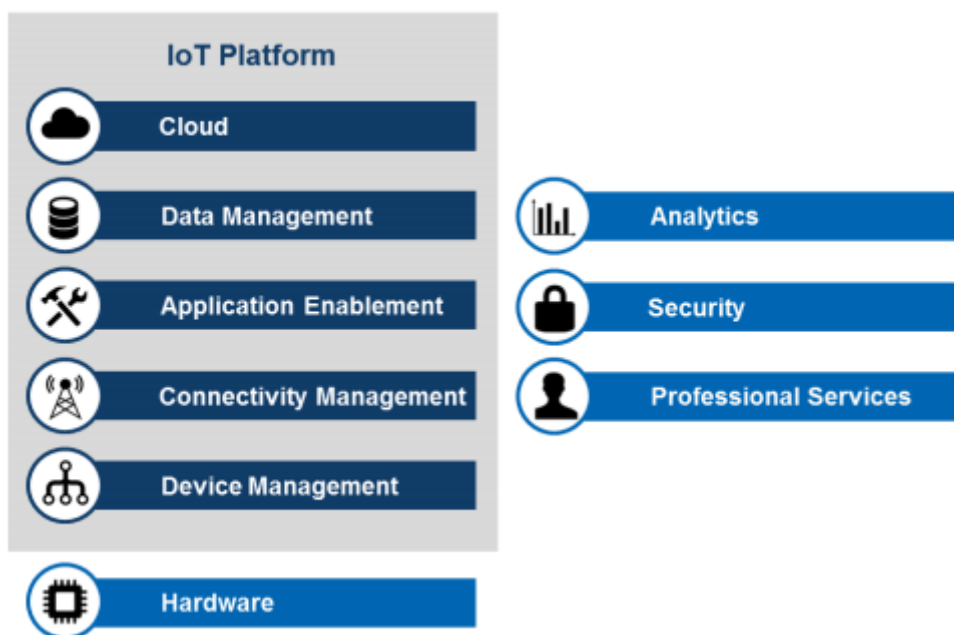 IoT Platform
Cloud
Data Management
Application Enablement
Connectivity Management
Device Management
Hardware
Analytics
Security
Professional Services